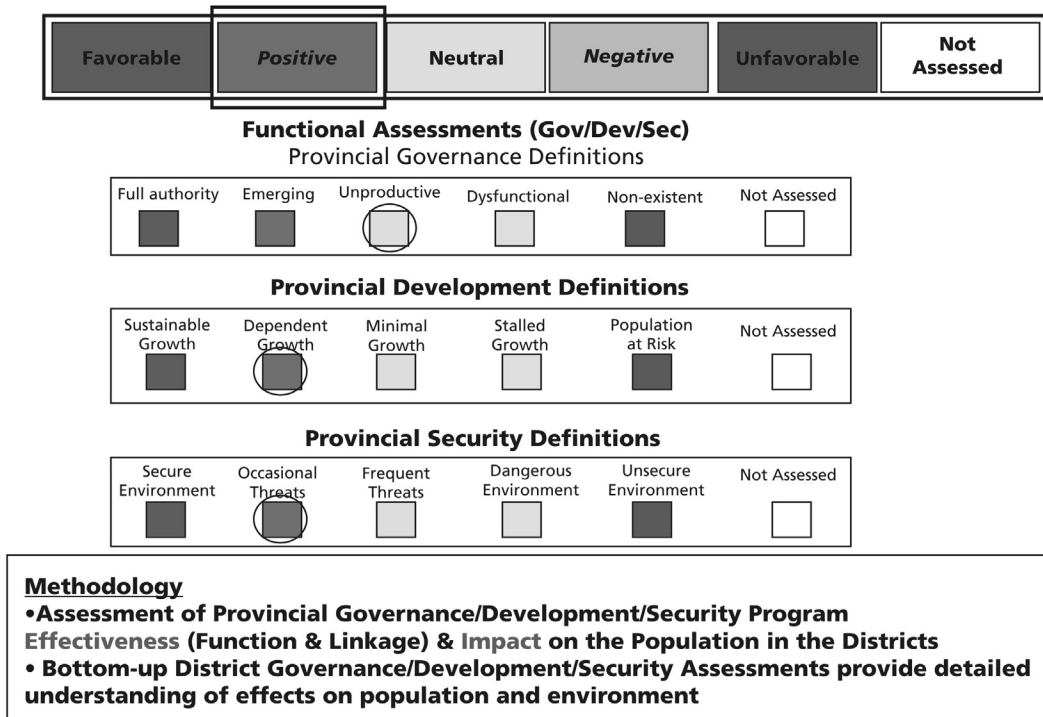 Favorable Positive Neutral Negative Unfavorable Not
Assessed
Functional Assessments (Gov/Dev/Sec)
Provincial Governance Definitions
Full authority Emerging Unproductive Dysfunctional Non-existent Not Assessed
Provincial Development Definitions
Sustainable Dependent Minimal Stalled Population Not Assessed
Growth Growth Growth Growth at Risk
Provincial Security Definitions
Secure Occasional Frequent Dangerous Unsecure Not Assessed
Environment Threats Threats Environment Environment
Methodology
•Assessment of Provincial Governance/Development/Security Program
Effectiveness (Function & Linkage) & Impact on the Population in the Districts
• Bottom-up District Governance/Development/Security Assessments provide detailed
understanding of effects on population and environment